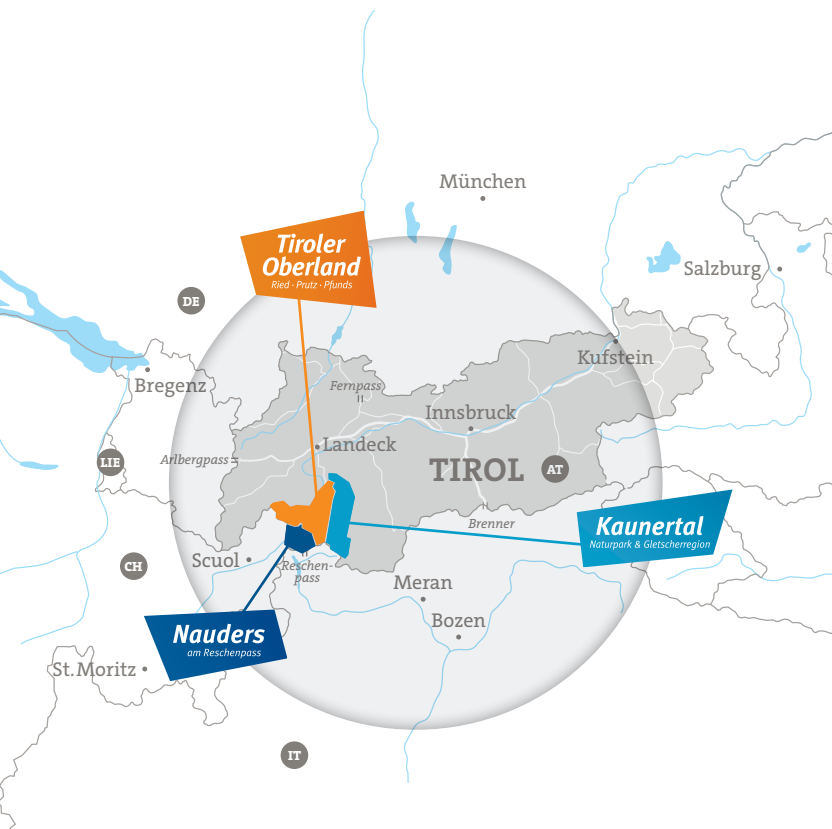 München
Tiroler
Oberland
Ried · Prutz · Pfunds
Salzburg
DE
Kufstein
Bregenz
Fernpass
Innsbruck
Landeck
Arlbergpass
LIE
TIROL
AT
Brenner
Kaunertal
Naturpark & Gletscherregion
Scuol
CH
Reschen-
pass
Meran
Bozen
Nauders
am Reschenpass
St.Moritz
IT